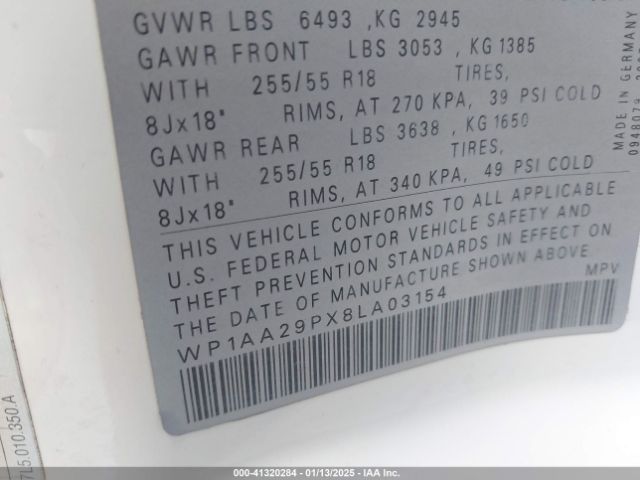 GVWR LBS 6493 ,KG 2945
GAWR FRONT LBS 3053 , KG 1385
WITH 255/55 R18 TIRES,
8Jx18" RIMS, AT 270 KPA, 39 PSI COLD
GAWR REAR LBS 3638 , KG 1650
WITH 255/55 R18 TIRES,
8Jx18" RIMS, AT 340 KPA, 49 PSI COLD
THIS VEHICLE CONFORMS TO ALL APPLICABLE
U.S. FEDERAL MOTOR VEHICLE SAFETY AND
THEFT PREVENTION STANDARDS IN EFFECT ON
THE DATE OF MANUFACTURE SHOWN ABOVE.
WP1AA29PX8LA03154 MPV
MADE IN GERMANY
7L5.010.350.A
000-41320284 - 01/13/2025 - IAA Inc.